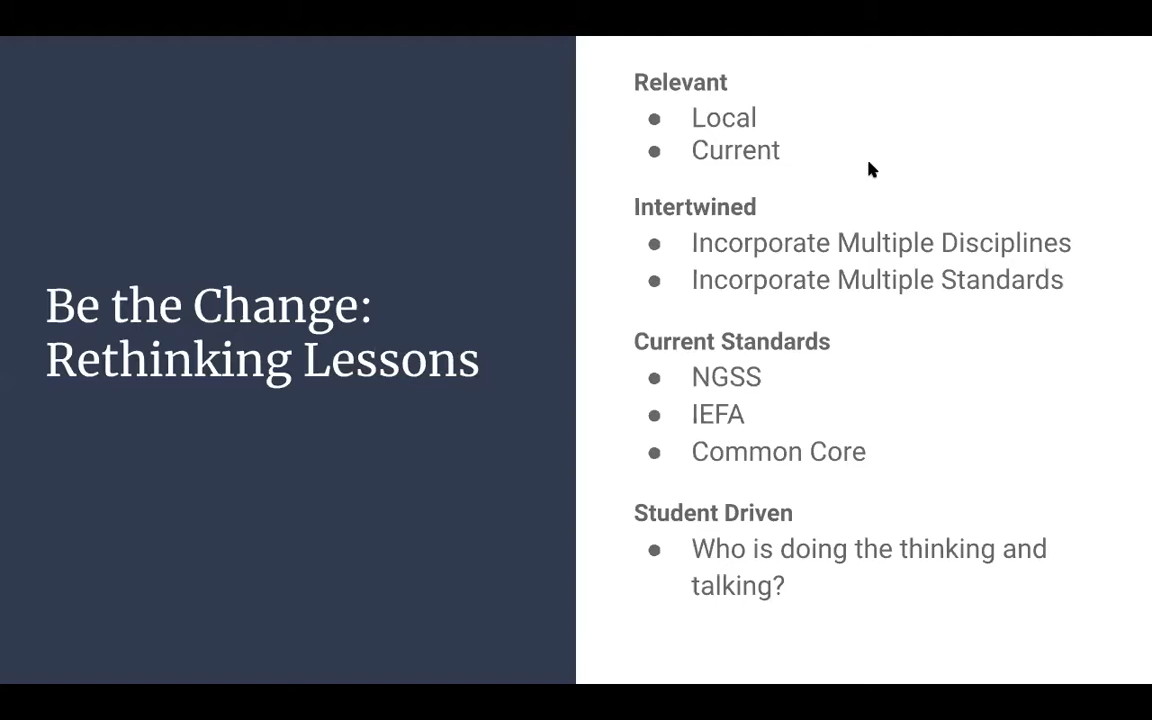 Be the Change:
Rethinking Lessons
Relevant
● Local
● Current
Intertwined
● Incorporate Multiple Disciplines
● Incorporate Multiple Standards
Current Standards
● NGSS
● IEFA
● Common Core
Student Driven
● Who is doing the thinking and
talking?